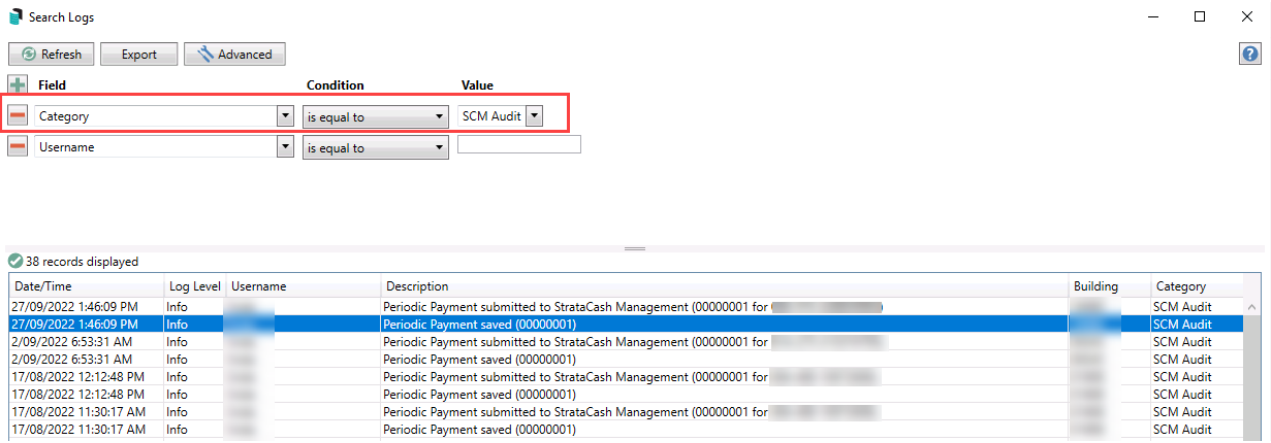 Search Logs
Refresh Export Advanced
Field Condition Value
Category is equal to SCM Audit
Username is equal to
38 records displayed
Date/Time Log Level Username Description Building Category
27/09/2022 1:46:09 PM Info Periodic Payment submitted to StrataCash Management (00000001 for SCM Audit
27/09/2022 1:46:09 PM Info Periodic Payment saved (00000001) SCM Audit
2/09/2022 6:53:31 AM Info Periodic Payment submitted to StrataCash Management (00000001 for SCM Audit
2/09/2022 6:53:31 AM Info Periodic Payment saved (00000001) SCM Audit
17/08/2022 12:12:48 PM Info Periodic Payment submitted to StrataCash Management (00000001 for SCM Audit
17/08/2022 12:12:48 PM Info Periodic Payment saved (00000001) SCM Audit
17/08/2022 11:30:17 AM Info Periodic Payment submitted to StrataCash Management (00000001 for SCM Audit
17/08/2022 11:30:17 AM Info Periodic Payment saved (00000001) SCM Audit